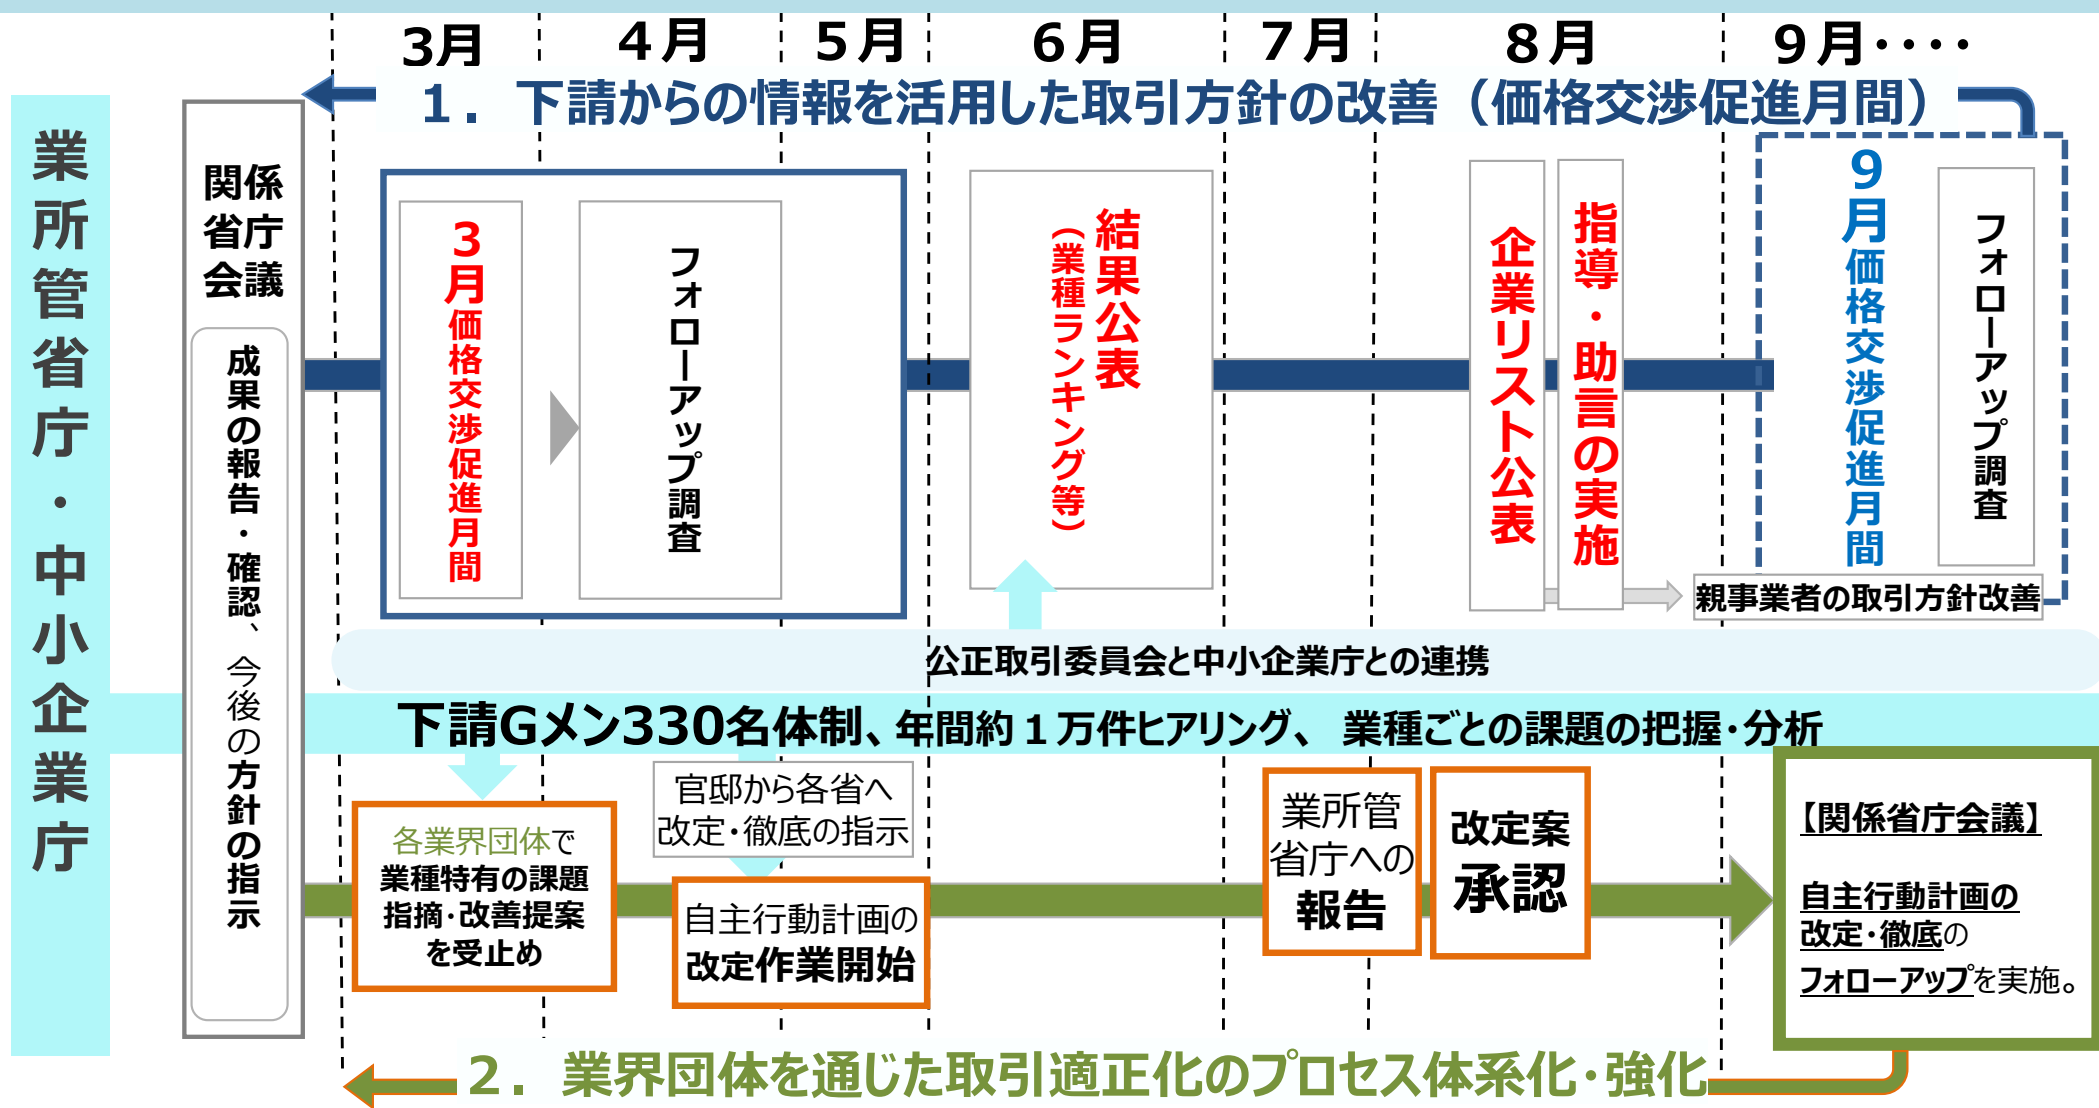 3月
４月
５月
６月
７月
８月
９月････
１．下請からの情報を活用した取引方針の改善（価格交渉促進月間）
業所管省庁・中小企業庁
関係
省庁
会議
成果の報告・確認、今後の方針の指示
３月価格交渉促進月間
フォローアップ調査
結果公表
（業種ランキング等）
企業リスト公表
指導・助言の実施
９月価格交渉促進月間
フォローアップ調査
親事業者の取引方針改善
公正取引委員会と中小企業庁との連携
下請Gメン330名体制、年間約１万件ヒアリング、 業種ごとの課題の把握･分析
各業界団体で
業種特有の課題
指摘･改善提案
を受止め
官邸から各省へ
改定･徹底の指示
自主行動計画の
改定作業開始
業所管
省庁への
報告
改定案
承認
【関係省庁会議】
自主行動計画の
改定･徹底の
フォローアップを実施。
２．業界団体を通じた取引適正化のプロセス体系化･強化